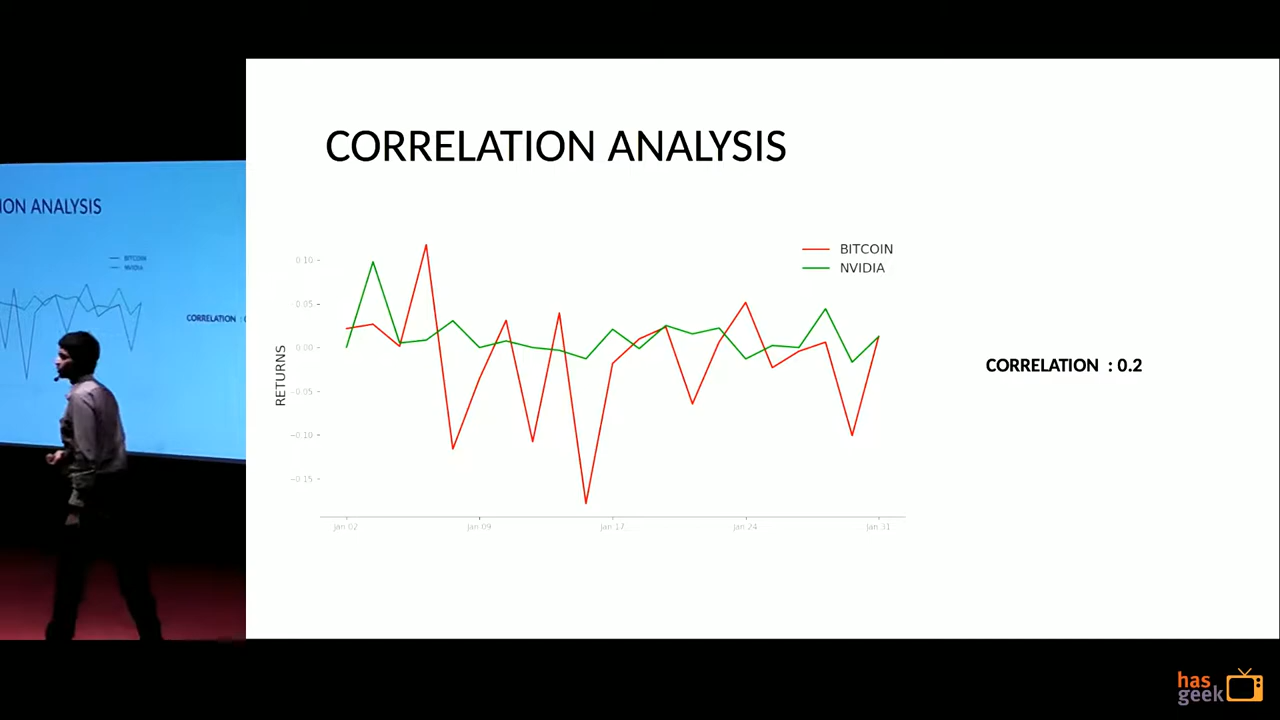 CORRELATION ANALYSIS
BITCOIN
NVIDIA
0.10
0.05
0.00
-0.05
-0.10
-0.15
RETURNS
Jan 02
Jan 09
Jan 17
Jan 24
Jan 31
CORRELATION : 0.2
ION ANALYSIS
BITCOIN
NVIDIA
CORRELATION :
has
geek